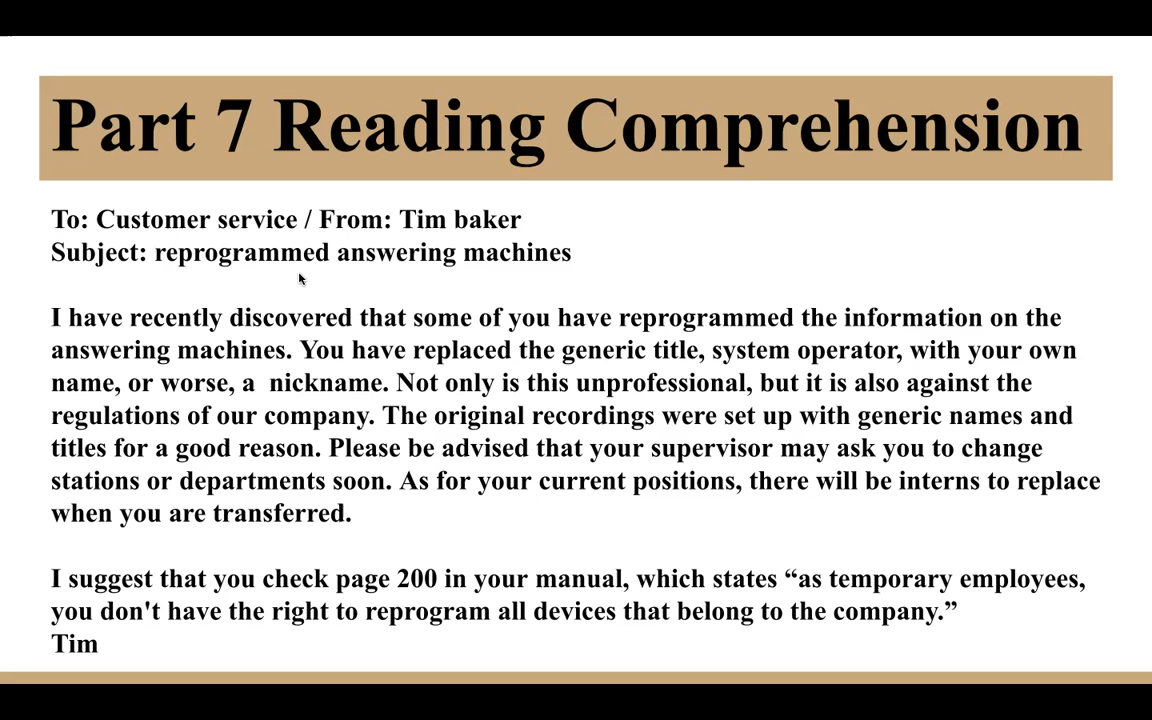 Part 7 Reading Comprehension
To: Customer service / From: Tim baker
Subject: reprogrammed answering machines
I have recently discovered that some of you have reprogrammed the information on the
answering machines. You have replaced the generic title, system operator, with your own
name, or worse, a  nickname. Not only is this unprofessional, but it is also against the
regulations of our company. The original recordings were set up with generic names and
titles for a good reason. Please be advised that your supervisor may ask you to change
stations or departments soon. As for your current positions, there will be interns to replace
when you are transferred.
I suggest that you check page 200 in your manual, which states “as temporary employees,
you don't have the right to reprogram all devices that belong to the company.”
Tim